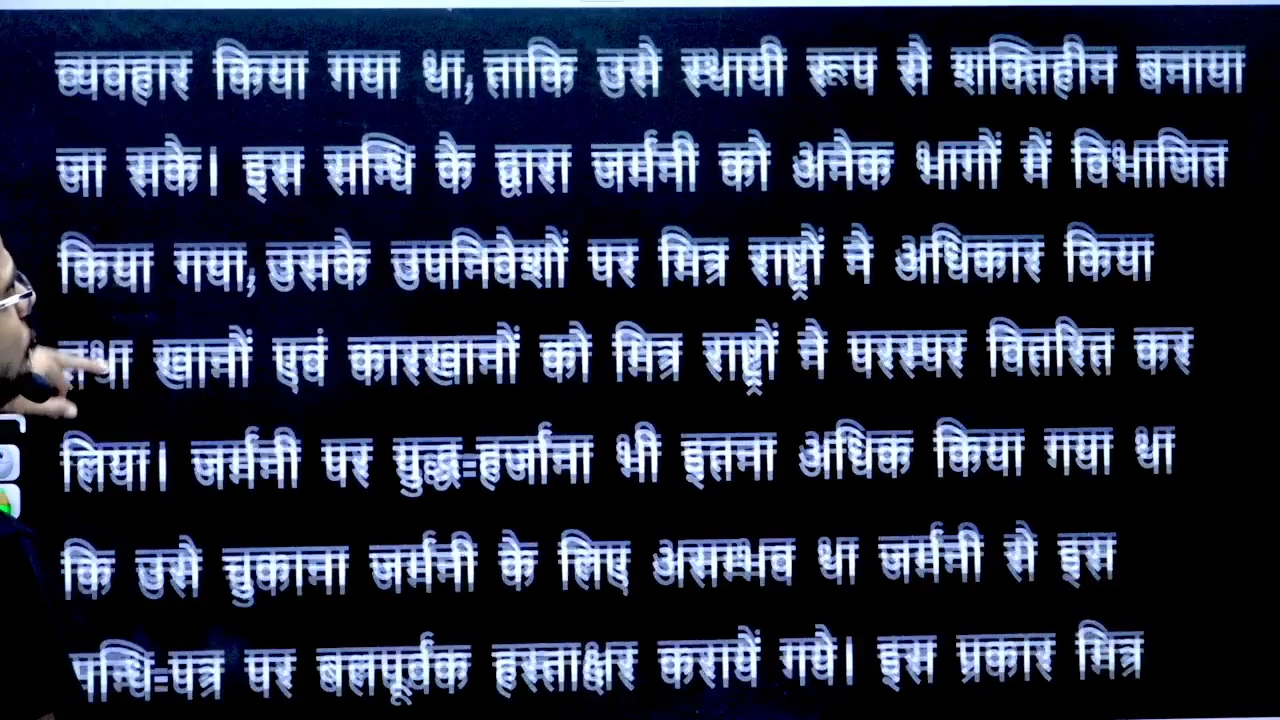 व्यवहार किया गया था, ताकि उसे स्थायी रूप से शक्तिहीन बनाया
जा सके। इस सन्धि के द्वारा जर्मनी को अनेक भागों में विभाजित
किया गया, उसके उपनिवेशों पर मित्र राष्ट्रों ने अधिकार किया
तथा खानों एवं कारखानों को मित्र राष्ट्रों ने परस्पर वितरित कर
लिया। जर्मनी पर युद्ध-हर्जाना भी इतना अधिक किया गया था
कि उसे चुकाना जर्मनी के लिए असम्भव था जर्मनी से इस
सन्धि-पत्र पर बलपूर्वक हस्ताक्षर करायें गये। इस प्रकार मित्र